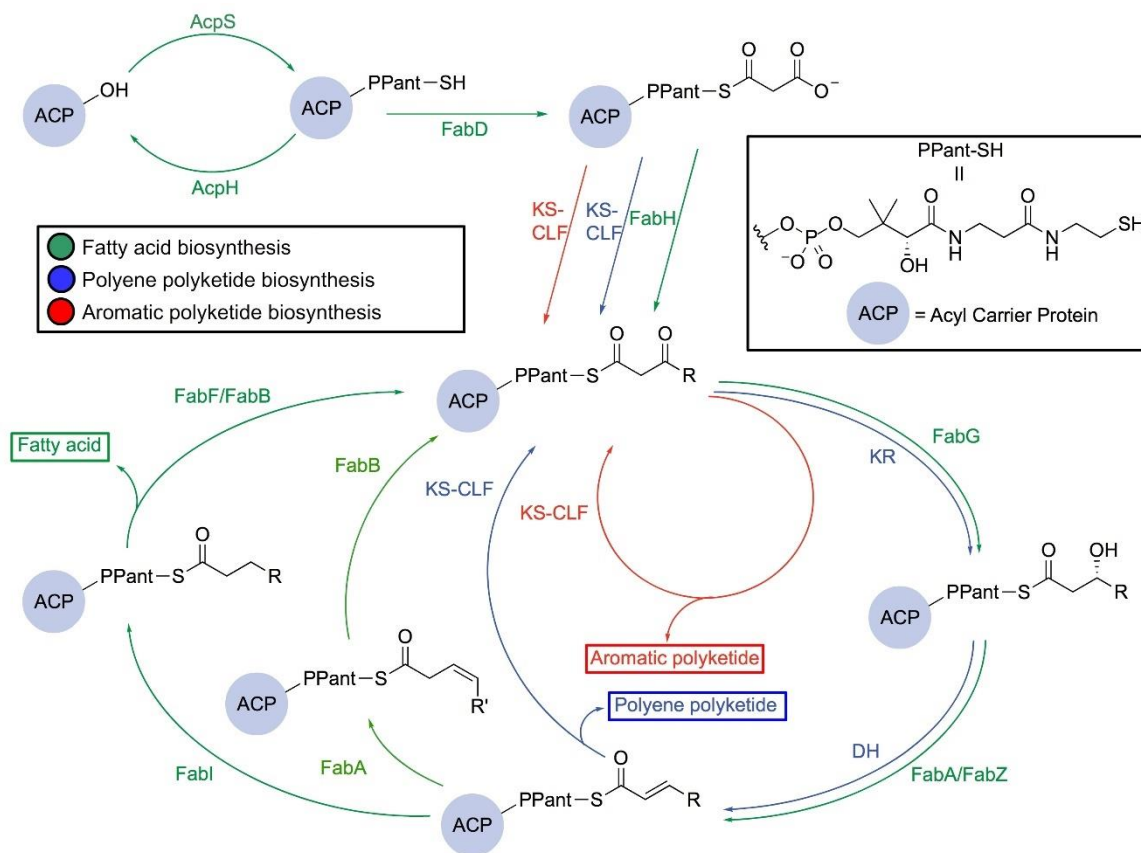 AcpS
ACP
OH
ACP
PPant
SH
AcpH
FabD
ACP
PPant
S
O
O
O⁻
Fatty acid biosynthesis
Polyene polyketide biosynthesis
Aromatic polyketide biosynthesis
KS-
CLF
KS-
CLF
FabH
PPant-SH
=
O
P
O
⁻O
O
OH
O
N
H
O
N
H
SH
ACP
= Acyl Carrier Protein
ACP
PPant
S
O
O
R
FabF/FabB
Fatty acid
FabB
KS-CLF
KS-CLF
FabG
KR
ACP
PPant
S
O
R
ACP
PPant
S
O
OH
R
Aromatic polyketide
ACP
PPant
S
O
R'
Polyene polyketide
FabI
FabA
DH
FabA/FabZ
ACP
PPant
S
O
R